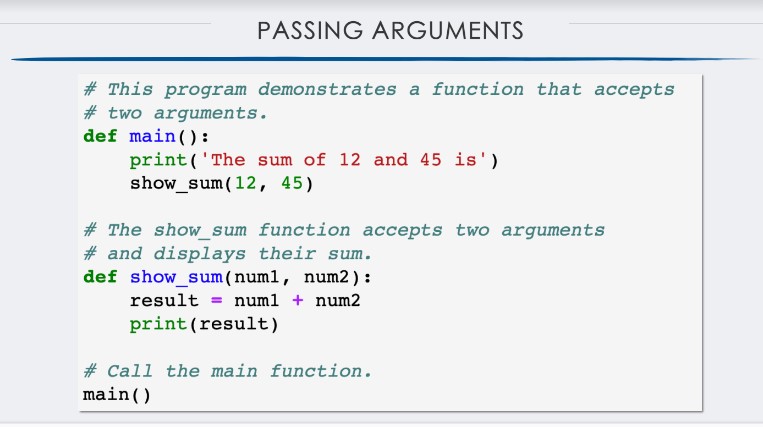 PASSING ARGUMENTS
# This program demonstrates a function that accepts
# two arguments.
def main():
    print('The sum of 12 and 45 is')
    show_sum(12, 45)

# The show_sum function accepts two arguments
# and displays their sum.
def show_sum(num1, num2):
    result = num1 + num2
    print(result)

# Call the main function.
main()